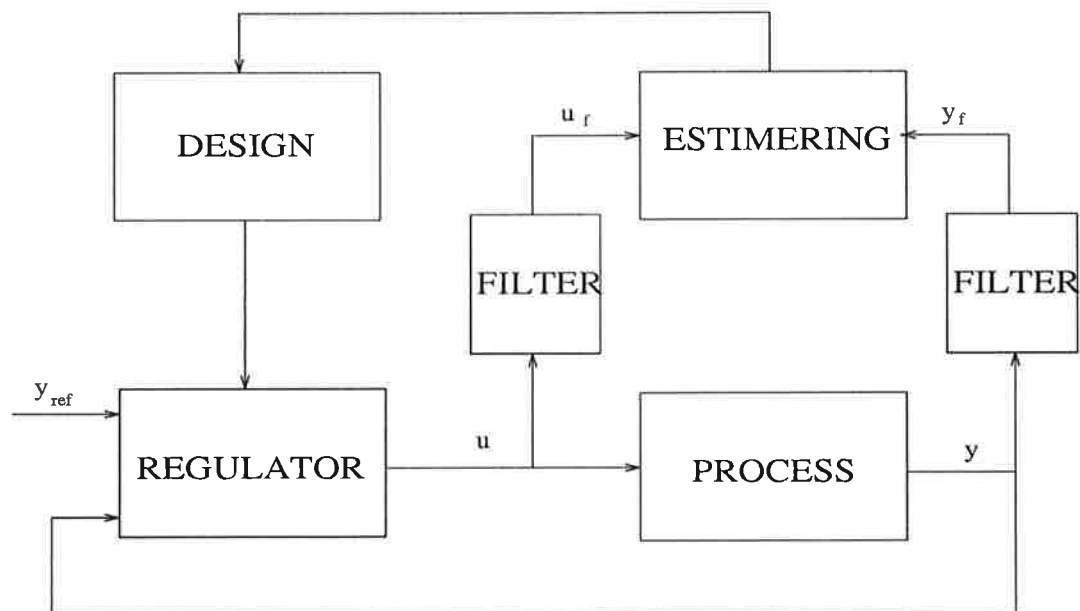 u f
y f
DESIGN
ESTIMERING
FILTER
FILTER
y ref
REGULATOR
u
PROCESS
y